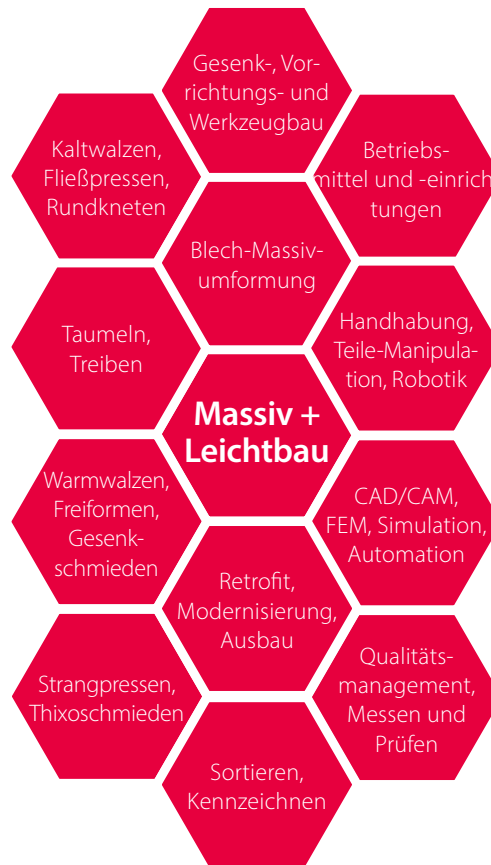 Gesenk-, Vor-
richtungs- und
Werkzeugbau
Kaltwalzen,
Fließpressen,
Rundkneten
Betriebs-
mittel und -einrich
tungen
Blech-Massiv-
umformung
Taumeln,
Treiben
Handhabung,
Teile-Manipula-
tion, Robotik
Massiv +
Leichtbau
Warmwalzen,
Freiformen,
Gesenk-
schmieden
CAD/CAM,
FEM, Simulation,
Automation
Retrofit,
Modernisierung,
Ausbau
Strangpressen,
Thixoschmieden
Qualitäts-
management,
Messen und
Prüfen
Sortieren,
Kennzeichnen